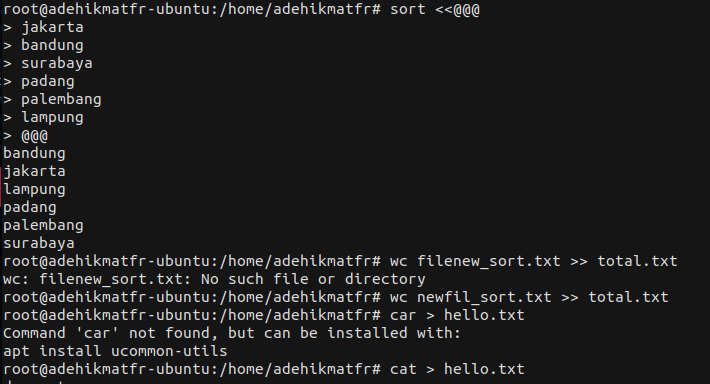 root@adehikmatfr-ubuntu:/home/adehikmatfr# sort <<@@@
> jakarta
> bandung
> surabaya
> padang
> palembang
> lampung
> @@@
bandung
jakarta
lampung
padang
palembang
surabaya
root@adehikmatfr-ubuntu:/home/adehikmatfr# wc filenew_sort.txt >> total.txt
wc: filenew_sort.txt: No such file or directory
root@adehikmatfr-ubuntu:/home/adehikmatfr# wc newfil_sort.txt >> total.txt
root@adehikmatfr-ubuntu:/home/adehikmatfr# car > hello.txt
Command 'car' not found, but can be installed with:
apt install ucommon-utils
root@adehikmatfr-ubuntu:/home/adehikmatfr# cat > hello.txt